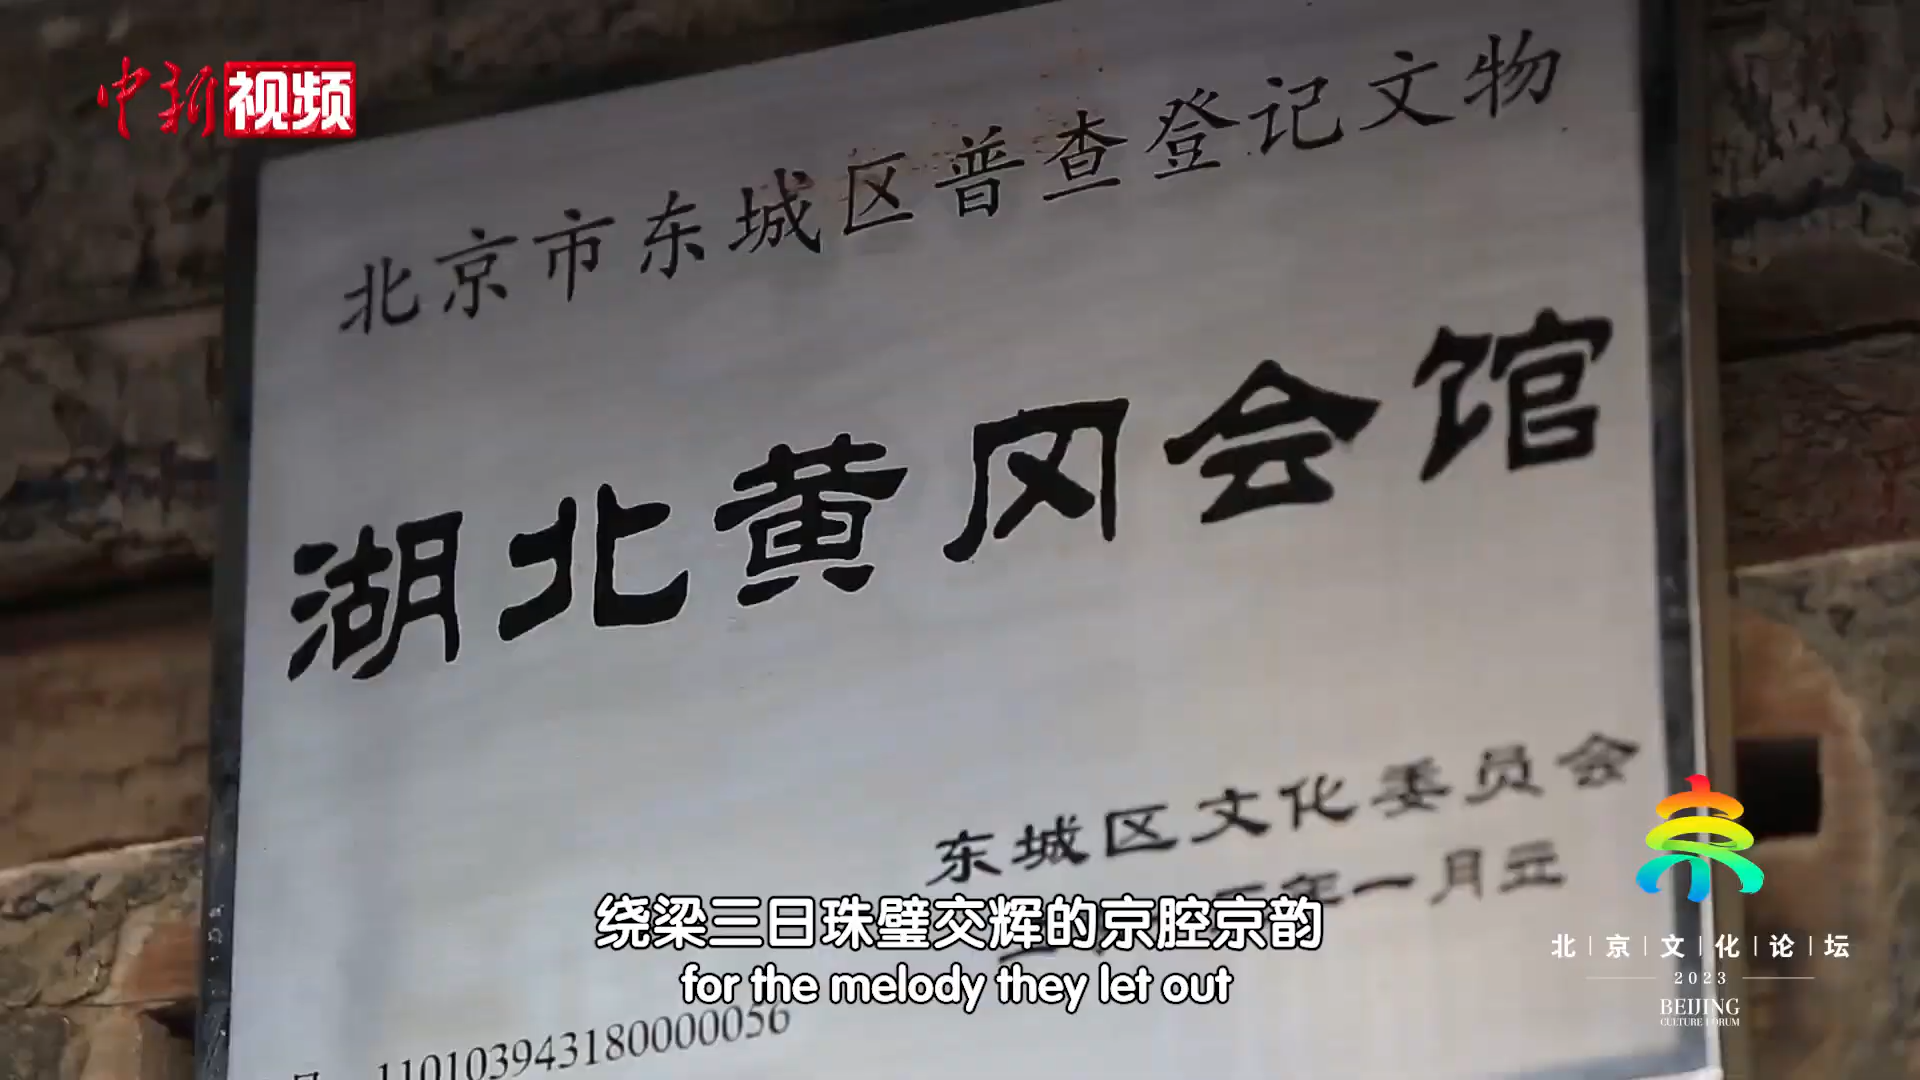 中新视频
北京市东城区普查登记文物
湖北黄冈会馆
东城区文化委员会
年一月立
绕梁三日珠璧交辉的京腔京韵
for the melody they let out
110103943180000056
北京文化论坛
2023
BEIJING
CULTURE FORUM